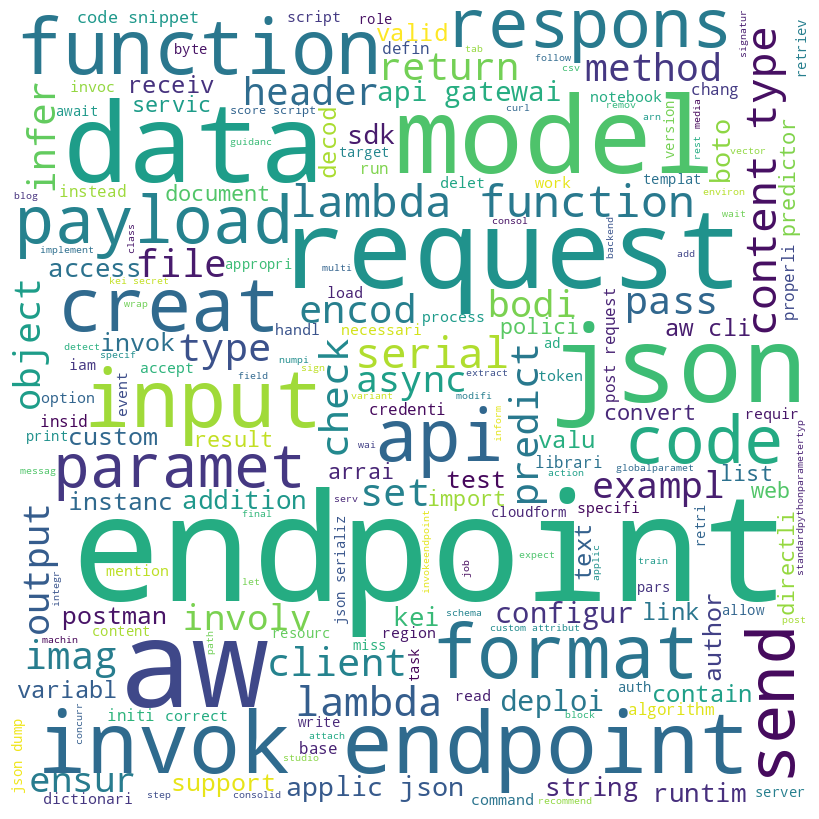 code snippet
script
role
function
respons
valid
defin
byte
follow
tab
csv
signatur
retriev
data
model
return
method
invoc
receiv
header
api gatewai
notebook
chang
infer
await
servic
score script
curl
remov
arn
version
rest
media
content type
guidanc
decod
sdk
target
run
boto
vector
predictor
blog
instead
document
delet
work
templat
environ
payload
lambda function
consol
implement
class
access
file
request
multi
backend
add
wait
properli
appropri
kei secret
wrap
creat
load
encod
process
bodi
pass
necessari
polici
aw cli
object
detect
specif
invok
type
handl
iam
accept
numpi
sign
serial
ad
extract
json
post request
option
event
field
variant
check
async
modifi
token
convert
requir
insid
input
credenti
wai
inform
predict
valu
print
custom
result
api
code
messag
paramet
arrai
test
librari
globalparamet
list
standardpythonparametertyp
instanc
addition
set
import
action
exampl
web
serv
cloudform
specifi
output
endpoint
final
text
retri
directli
integr
mention
let
json serializ
invokeendpoint
job
expect
applic
train
pars
postman
involv
kei
configur
link
allow
post
content
resourc
region
schema
custom attribut
machin
path
miss
task
author
imag
aw
client
format
send
variabl
read
auth
contain
initi correct
lambda
deploi
algorithm
concurr
write
attach
block
invok
endpoint
base
json dump
studio
ensur
support
applic json
string
runtim
server
dictionari
step
consolid
command
recommend